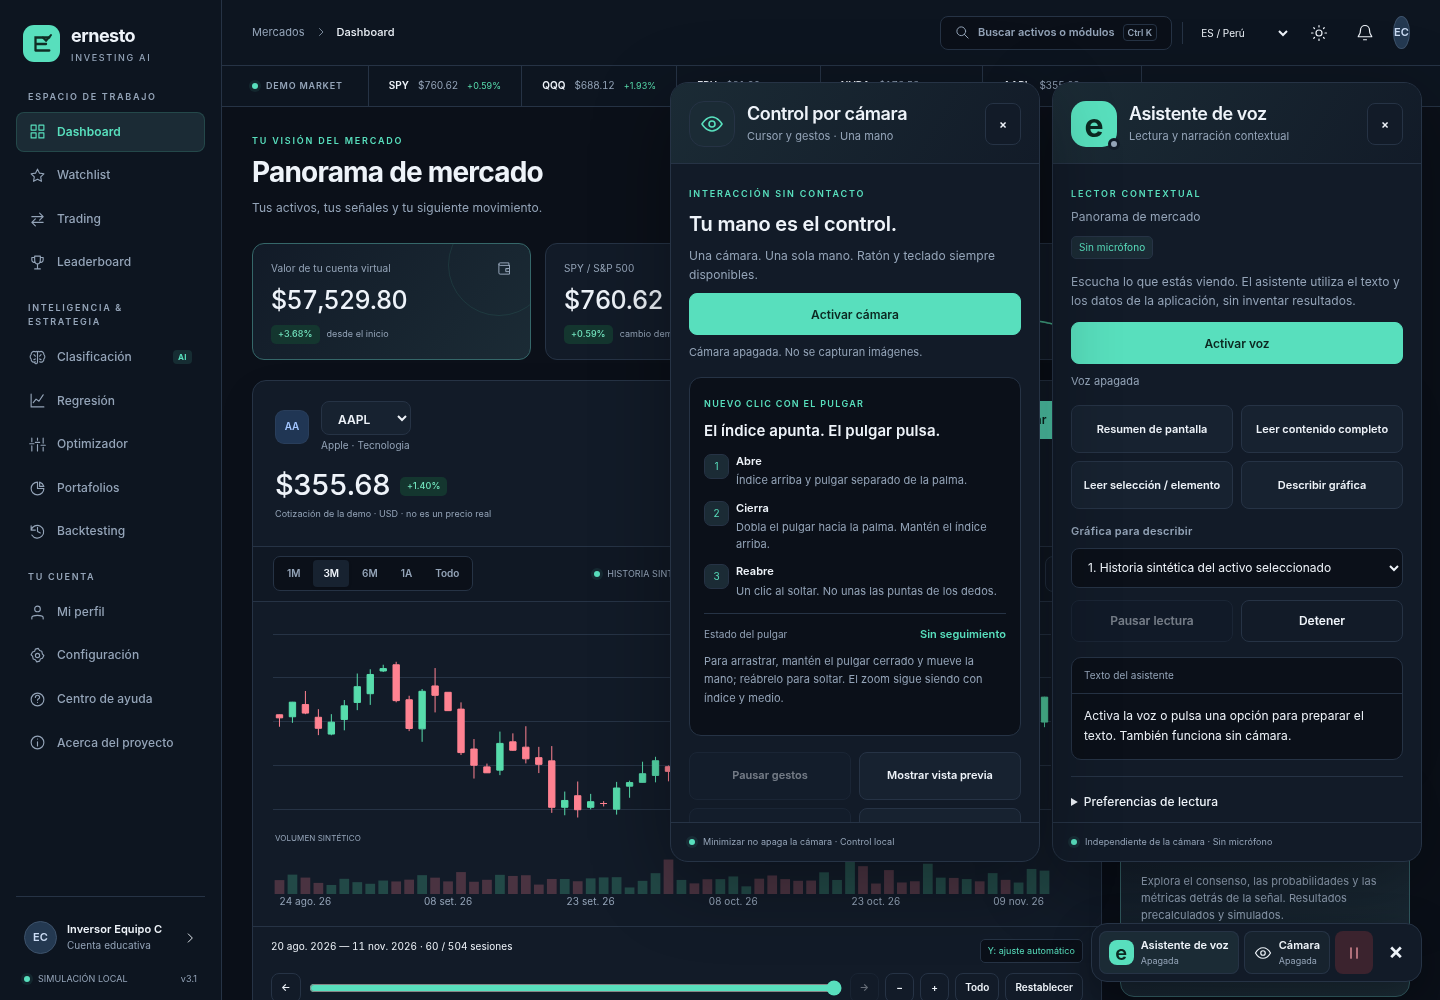 ernesto
INVESTING AI
ESPACIO DE TRABAJO
Dashboard
Watchlist
Trading
Leaderboard
INTELIGENCIA &
ESTRATEGIA
Clasificación AI
Regresión
Optimizador
Portafolios
Backtesting
TU CUENTA
Mi perfil
Configuración
Centro de ayuda
Acerca del proyecto
EC
Inversor Equipo C
Cuenta educativa
SIMULACIÓN LOCAL v3.1
Mercados > Dashboard
Buscar activos o módulos Ctrl K
ES / Perú
EC
DEMO MARKET
SPY $760.62 +0.59%
QQQ $688.12 +1.93%
TU VISIÓN DEL MERCADO
Panorama de mercado
Tus activos, tus señales y tu siguiente movimiento.
Valor de tu cuenta virtual
$57,529.80
+3.68% desde el inicio
SPY / S&P 500
$760.62
+0.59%
cambio
AA
AAPL
Apple · Tecnologia
$355.68 +1.40%
Cotización de la demo · USD · no es un precio real
1M 3M 6M 1A Todo
HISTORIA
VOLUMEN SINTÉTICO
24 ago. 26
08 set. 26
23 set. 26
08 oct. 26
23 oct. 26
09 nov. 26
20 ago. 2026 — 11 nov. 2026 · 60 / 504 sesiones
Y: ajuste automático
← → − + Todo Restablecer
Control por cámara
Cursor y gestos · Una mano
×
INTERACCIÓN SIN CONTACTO
Tu mano es el control.
Una cámara. Una sola mano. Ratón y teclado siempre
disponibles.
Activar cámara
Cámara apagada. No se capturan imágenes.
NUEVO CLIC CON EL PULGAR
El índice apunta. El pulgar pulsa.
1 Abre
Índice arriba y pulgar separado de la palma.
2 Cierra
Dobla el pulgar hacia la palma. Mantén el índice
arriba.
3 Reabre
Un clic al soltar. No unas las puntas de los dedos.
Estado del pulgar Sin seguimiento
Para arrastrar, mantén el pulgar cerrado y mueve la
mano; reábrelo para soltar. El zoom sigue siendo con
índice y medio.
Pausar gestos
Mostrar vista previa
Minimizar no apaga la cámara · Control local
e
Asistente de voz
Lectura y narración contextual
×
LECTOR CONTEXTUAL
Panorama de mercado
Sin micrófono
Escucha lo que estás viendo. El asistente utiliza el texto y
los datos de la aplicación, sin inventar resultados.
Activar voz
Voz apagada
Resumen de pantalla
Leer contenido completo
Leer selección / elemento
Describir gráfica
Gráfica para describir
1. Historia sintética del activo seleccionado
Pausar lectura
Detener
Texto del asistente
Activa la voz o pulsa una opción para preparar el
texto. También funciona sin cámara.
Preferencias de lectura
Independiente de la cámara · Sin micrófono
Explora el consenso, las probabilidades y las
métricas detrás de la señal. Resultados
precalculados y simulados.
e
Asistente de voz
Apagada
Cámara
Apagada
×